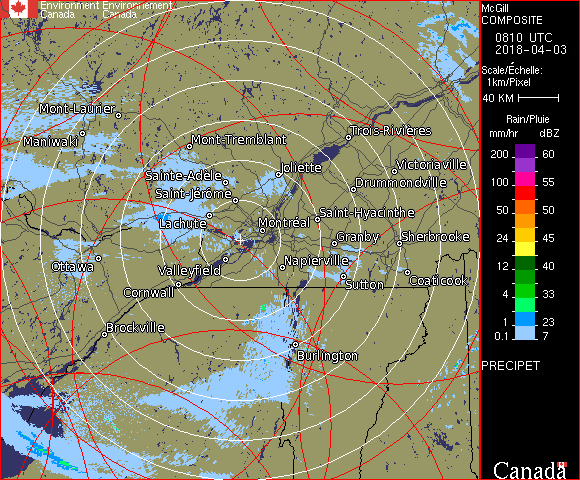 Environment Environnement
Canada Canada
McGill
COMPOSITE
0810 UTC
2018-04-03
Scale/Échelle:
1km/Pixel
40 KM
Rain/Pluie
mm/hr dBZ
200 60
150 57
100 55
50 50
24 45
12 40
4 33
1 23
0.1 7
PRECIPET
Canada
Mont-Laurier
Maniwaki
Mont-Tremblant
Trois-Rivières
Sainte-Adèle
Joliette
Victoriaville
Saint-Jérôme
Drummondville
Lachute
Saint-Hyacinthe
Montréal
Granby
Sherbrooke
Ottawa
Valleyfield
Napierville
Cornwall
Sutton
Coaticook
Brockville
Burlington